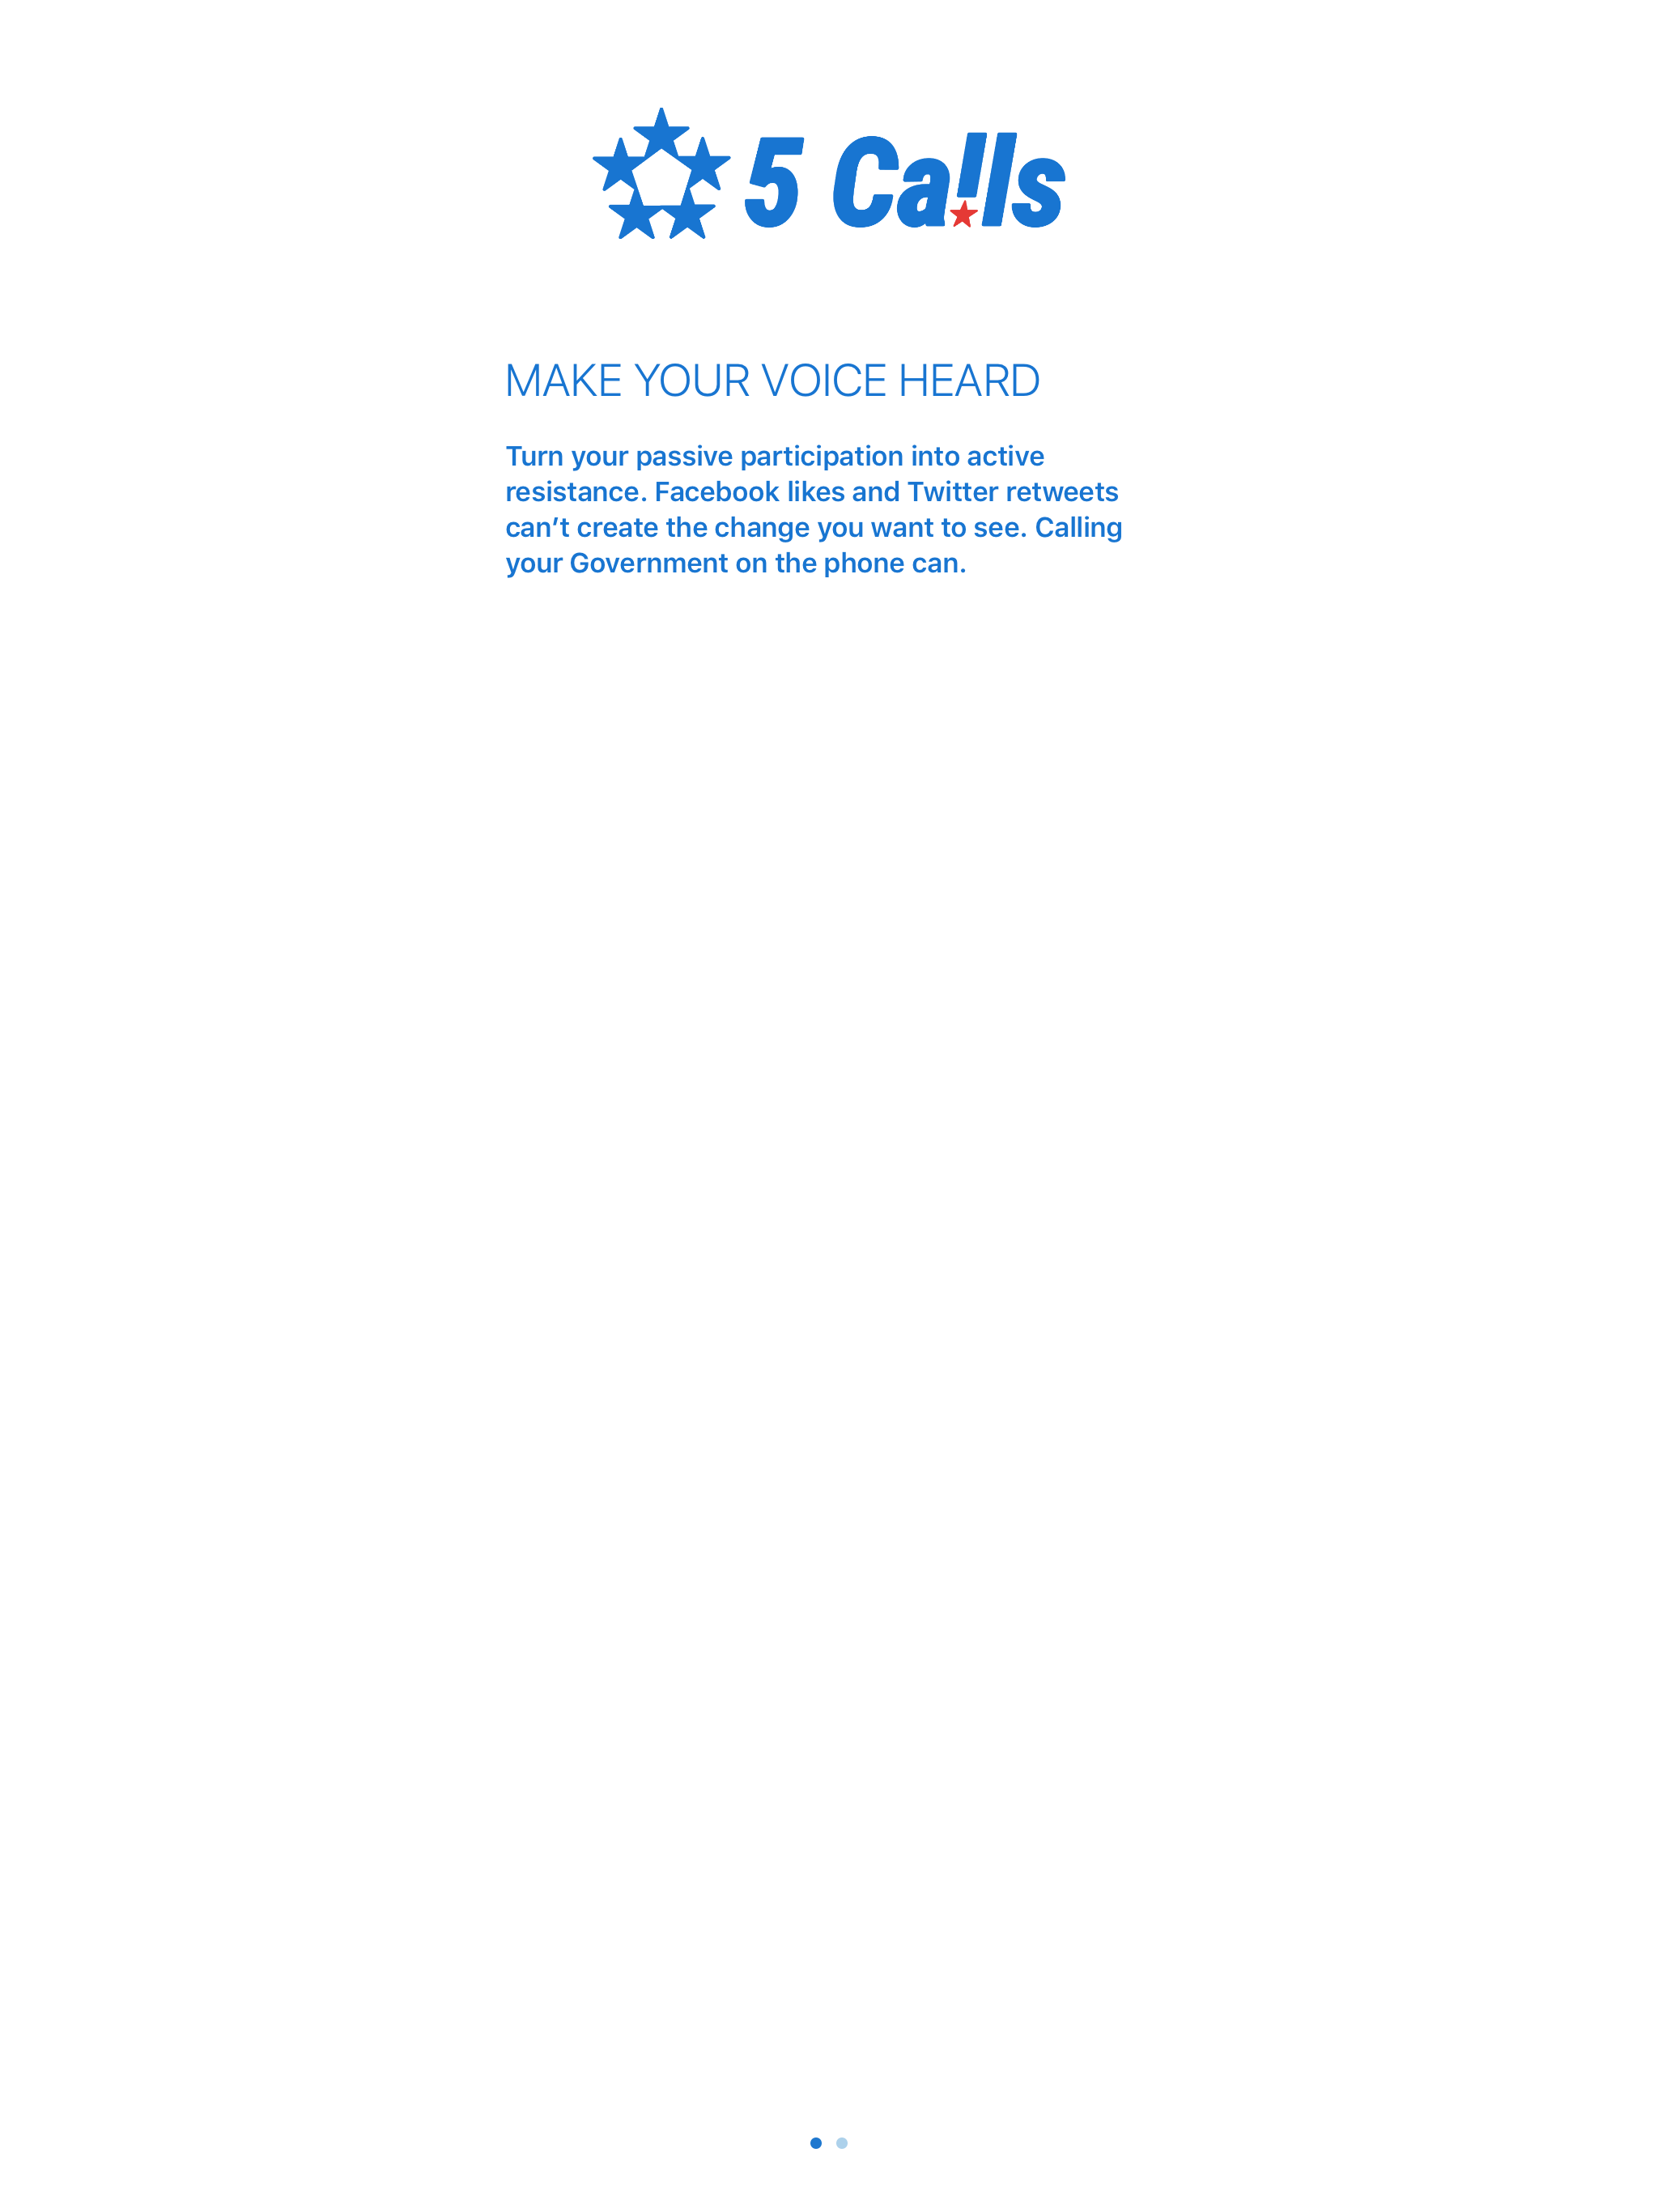 5 Calls
MAKE YOUR VOICE HEARD
Turn your passive participation into active
resistance. Facebook likes and Twitter retweets
can’t create the change you want to see. Calling
your Government on the phone can.